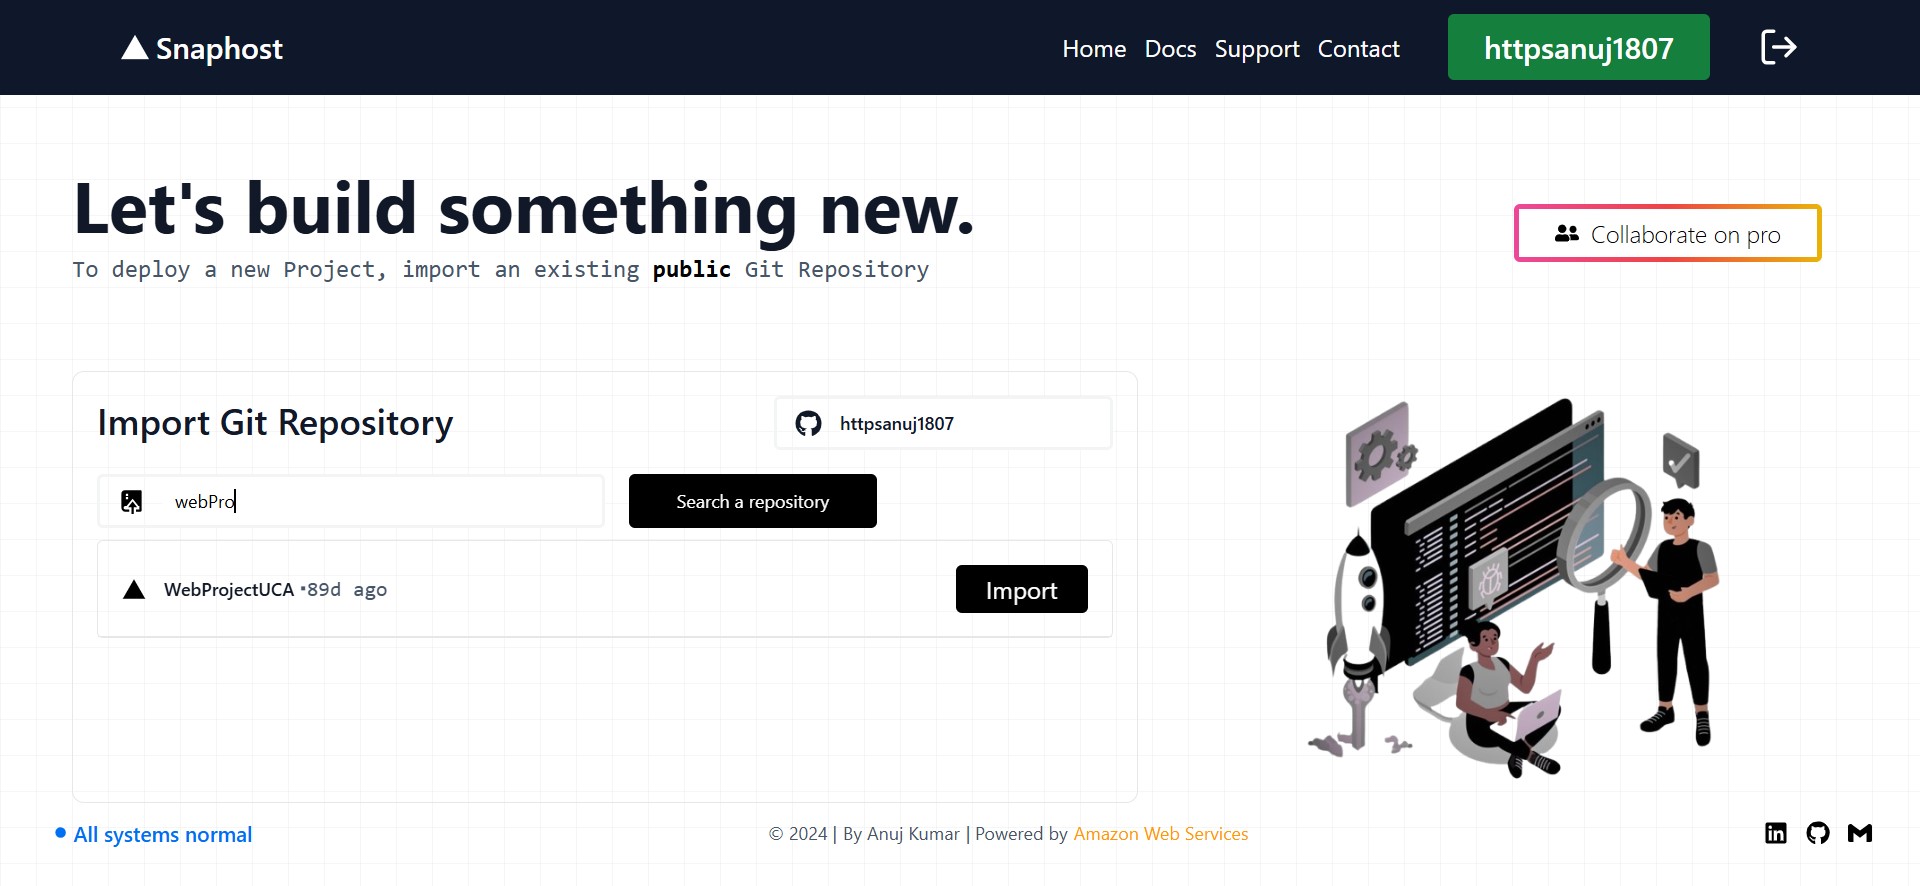 Snaphost
Home Docs Support Contact
httpsanuj1807
Let's build something new.
To deploy a new Project, import an existing public Git Repository
Collaborate on pro
Import Git Repository
httpsanuj1807
webPro
Search a repository
WebProjectUCA •89d ago
Import
All systems normal
© 2024 | By Anuj Kumar | Powered by Amazon Web Services